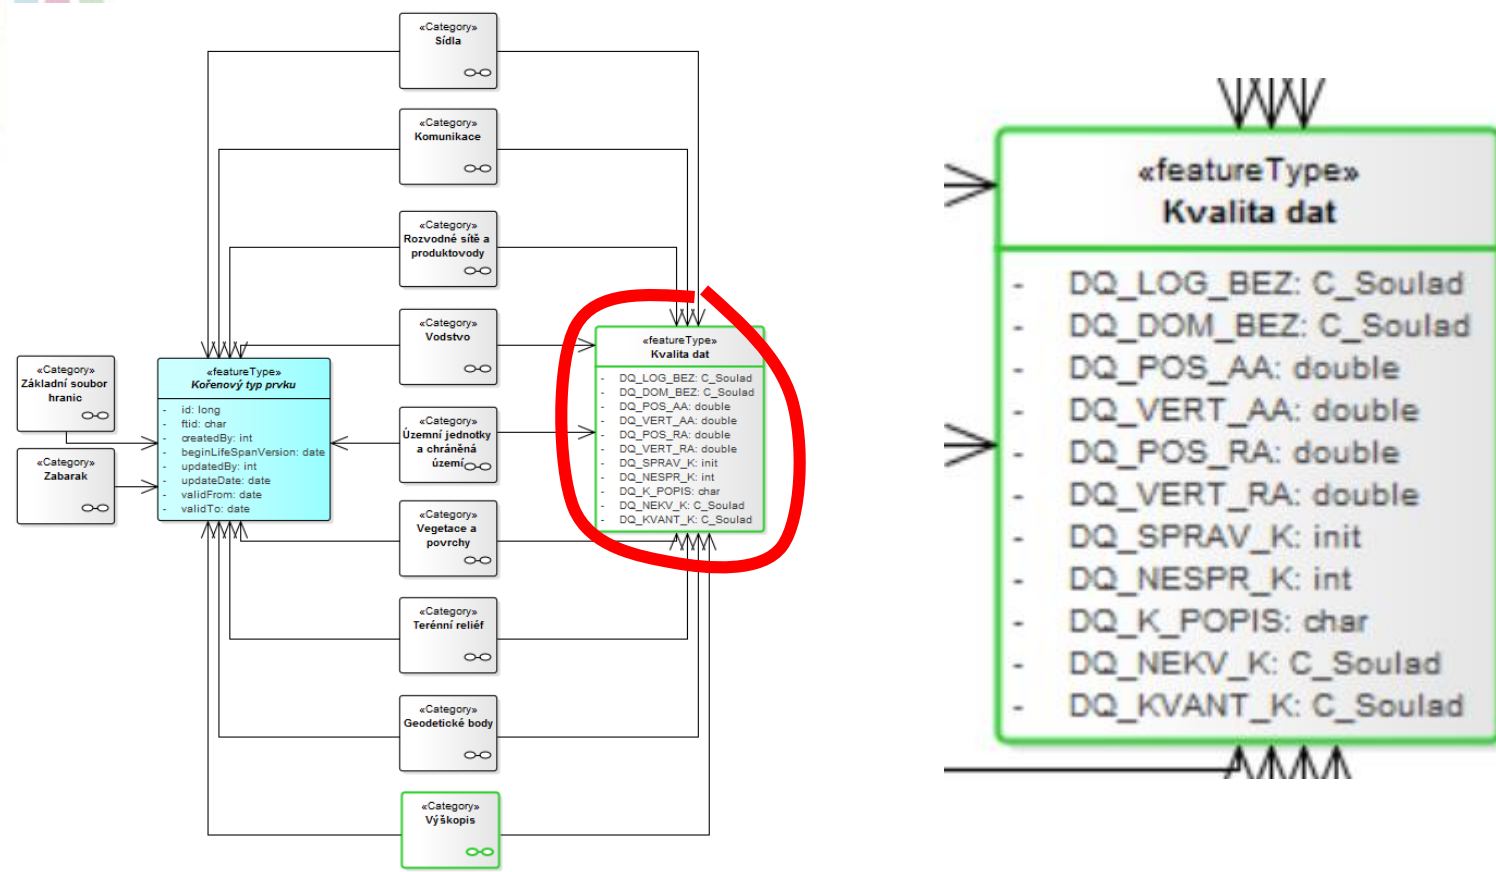 «Category»
Sídla
«Category»
Komunikace
«Category»
Rozvodné sítě a
produktovody
«Category»
Vodstvo
«Category»
Základní soubor
hranic
«Category»
Zabarak
«featureType»
Kořenový typ prvku
- id: long
- ftid: char
- createdBy: int
- beginLifeSpanVersion: date
- updatedBy: int
- updateDate: date
- validFrom: date
- validTo: date
«Category»
Územní jednotky
a chráněná
území
«Category»
Vegetace a
povrchy
«Category»
Terénní reliéf
«Category»
Geodetické body
«Category»
Výškopis
«featureType»
Kvalita dat
- DQ_LOG_BEZ: C_Soulad
- DQ_DOM_BEZ: C_Soulad
- DQ_POS_AA: double
- DQ_VERT_AA: double
- DQ_POS_RA: double
- DQ_VERT_RA: double
- DQ_SPRAV_K: init
- DQ_NESPR_K: int
- DQ_K_POPIS: char
- DQ_NEKV_K: C_Soulad
- DQ_KVANT_K: C_Soulad
«featureType»
Kvalita dat
- DQ_LOG_BEZ: C_Soulad
- DQ_DOM_BEZ: C_Soulad
- DQ_POS_AA: double
- DQ_VERT_AA: double
- DQ_POS_RA: double
- DQ_VERT_RA: double
- DQ_SPRAV_K: init
- DQ_NESPR_K: int
- DQ_K_POPIS: char
- DQ_NEKV_K: C_Soulad
- DQ_KVANT_K: C_Soulad